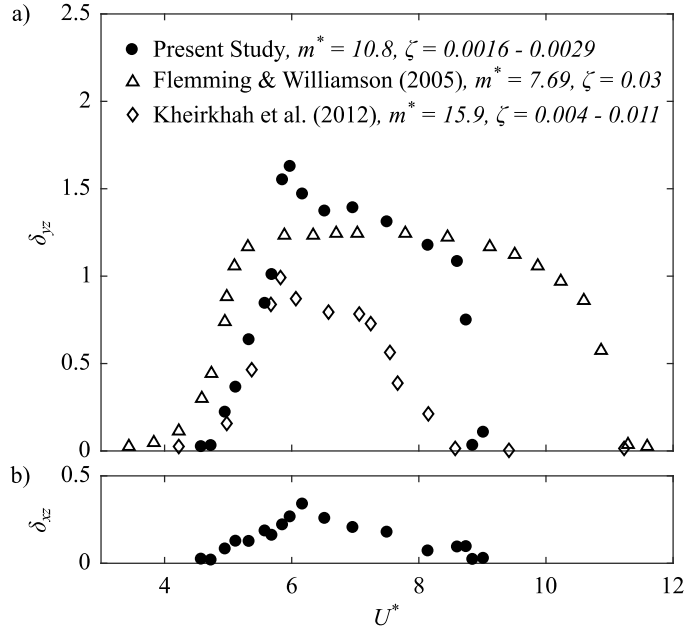 a)
2.5
2
1.5
1
0.5
0
δyz
Present Study, m* = 10.8, ζ = 0.0016 - 0.0029
Flemming & Williamson (2005), m* = 7.69, ζ = 0.03
Kheirkhah et al. (2012), m* = 15.9, ζ = 0.004 - 0.011
b)
0.5
0
δxz
4 6 8 10 12
U*